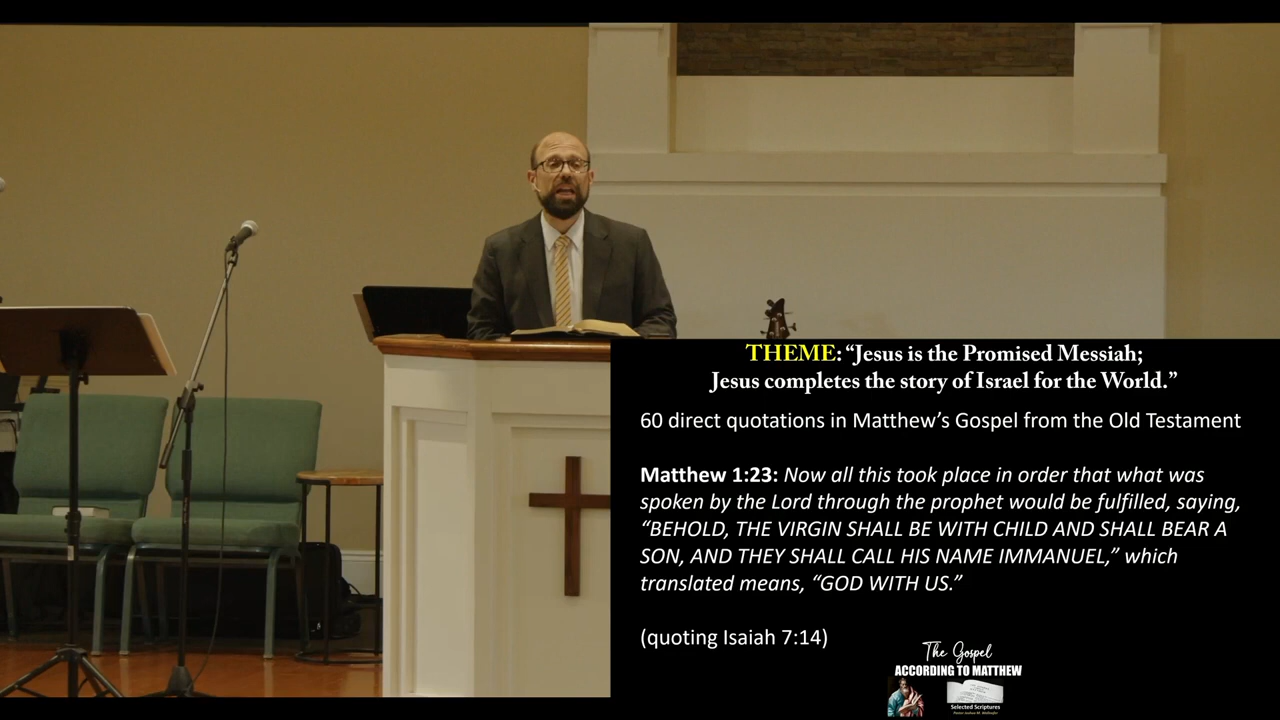 THEME: “Jesus is the Promised Messiah;
Jesus completes the story of Israel for the World.”
60 direct quotations in Matthew’s Gospel from the Old Testament
Matthew 1:23: Now all this took place in order that what was
spoken by the Lord through the prophet would be fulfilled, saying,
“BEHOLD, THE VIRGIN SHALL BE WITH CHILD AND SHALL BEAR A
SON, AND THEY SHALL CALL HIS NAME IMMANUEL,” which
translated means, “GOD WITH US.”
(quoting Isaiah 7:14)
The Gospel
ACCORDING TO MATTHEW
Selected Scriptures